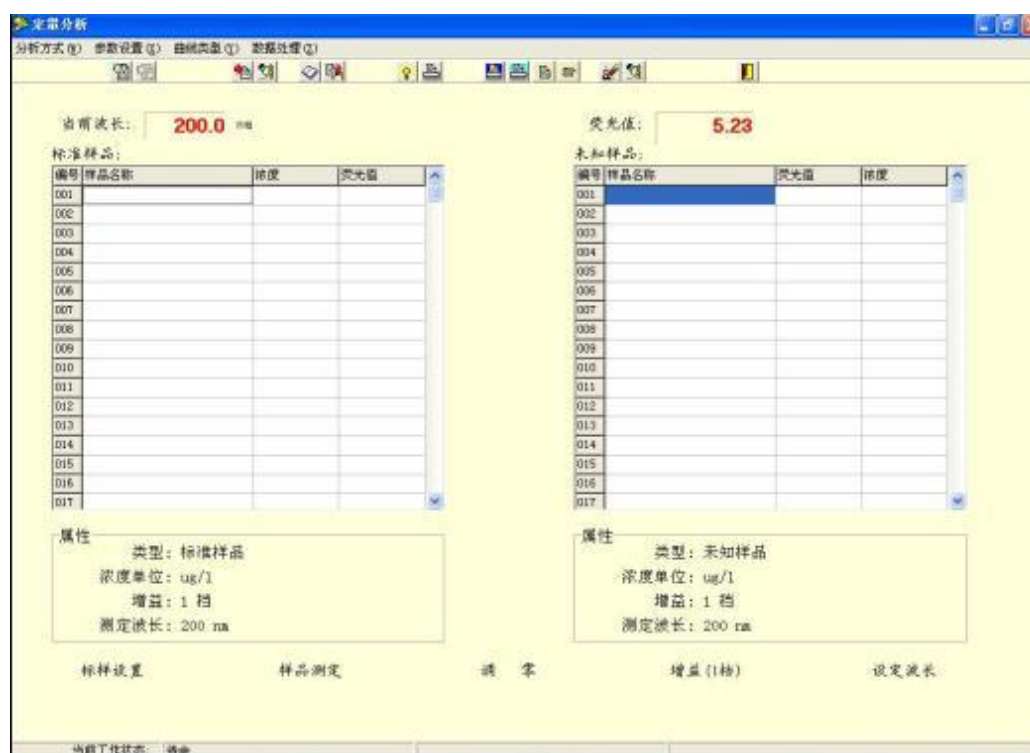 定量分析
分析方式(M) 参数设置(S) 曲线类型(T) 数据处理(Q)
当前波长: 200.0 nm
荧光值: 5.23
标准样品:
未知样品:
编号 样品名称 浓度 荧光值
编号 样品名称 荧光值 浓度
001 001
002 002
003 003
004 004
005 005
006 006
007 007
008 008
009 009
010 010
011 011
012 012
013 013
014 014
015 015
016 016
017 017
属性
类型: 标准样品
浓度单位: ug/l
增益: 1 档
测定波长: 200 nm
属性
类型: 未知样品
浓度单位: ug/l
增益: 1 档
测定波长: 200 nm
标样设置 样品测定 调 零 增益(1档) 设定波长
当前工作状态: